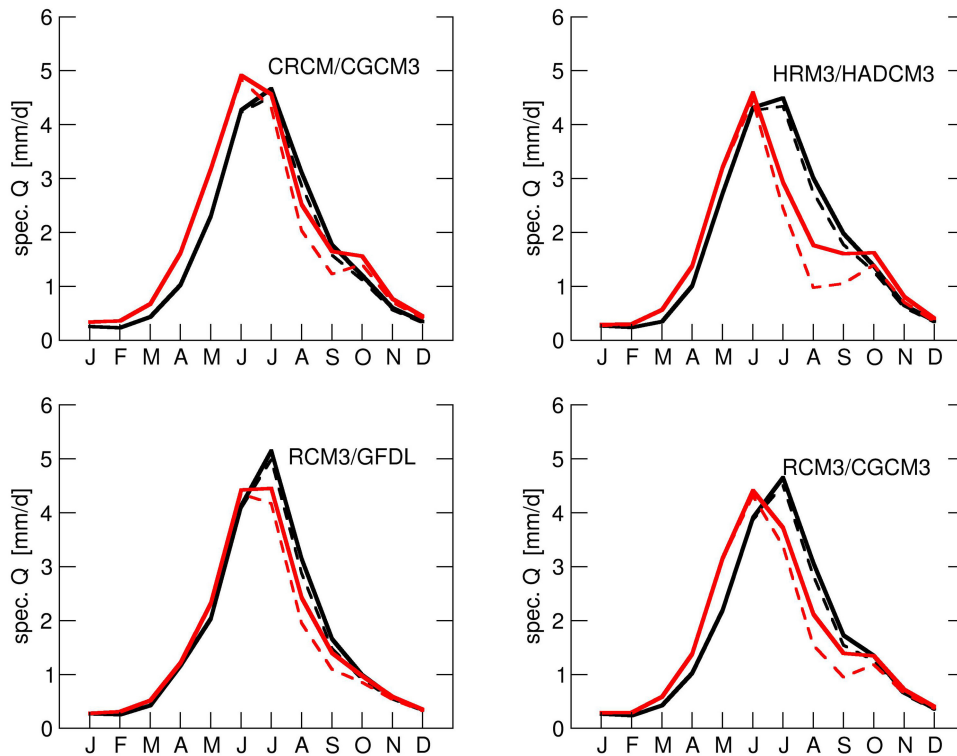 6
5
4
3
2
1
0
spec. Q [mm/d]
CRCM/CGCM3
J F M A M J J A S O N D
6
5
4
3
2
1
0
spec. Q [mm/d]
HRM3/HADCM3
J F M A M J J A S O N D
6
5
4
3
2
1
0
spec. Q [mm/d]
RCM3/GFDL
J F M A M J J A S O N D
6
5
4
3
2
1
0
spec. Q [mm/d]
RCM3/CGCM3
J F M A M J J A S O N D